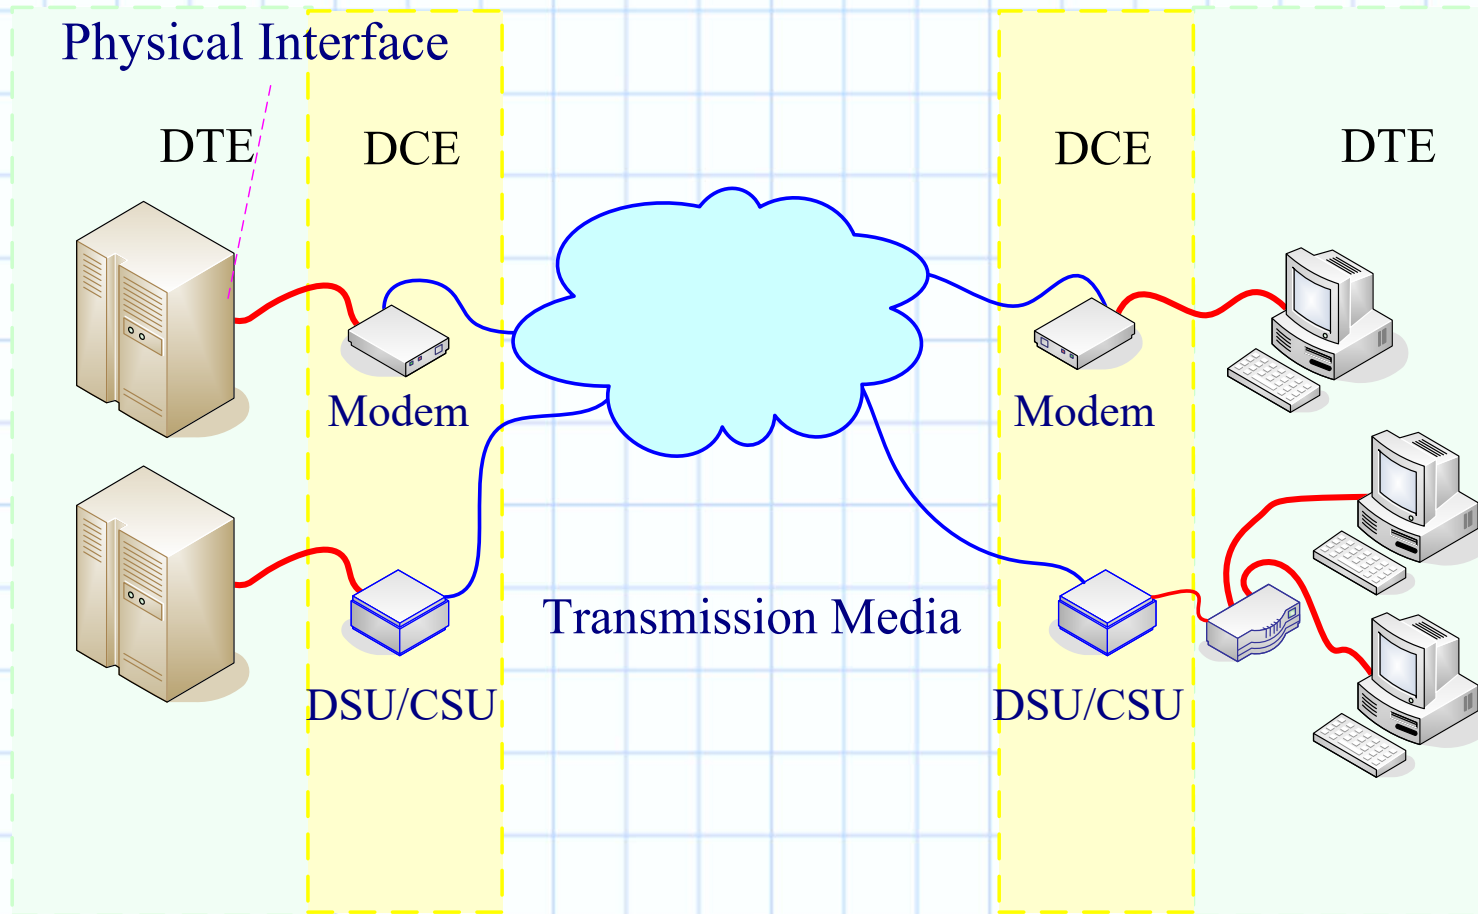 Physical Interface
DTE
DCE
DCE
DTE
Modem
Modem
Transmission Media
DSU/CSU
DSU/CSU